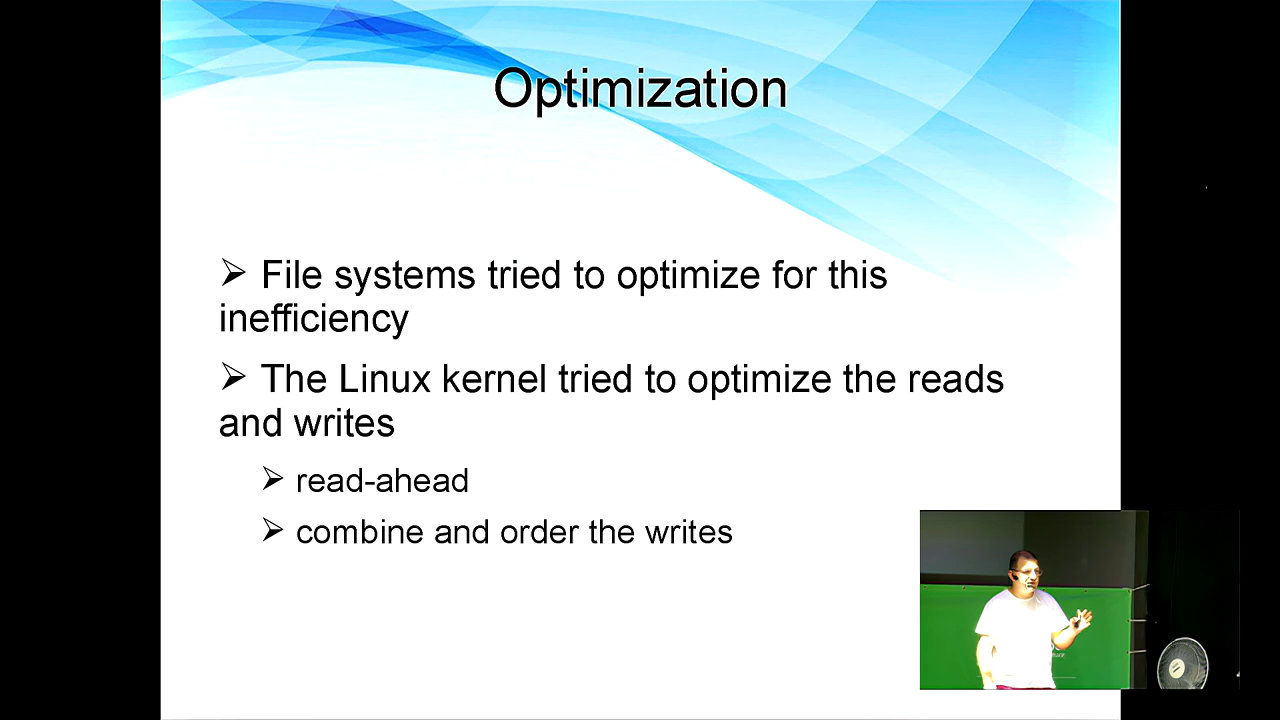 Optimization
➢ File systems tried to optimize for this
inefficiency
➢ The Linux kernel tried to optimize the reads
and writes
➢ read-ahead
➢ combine and order the writes